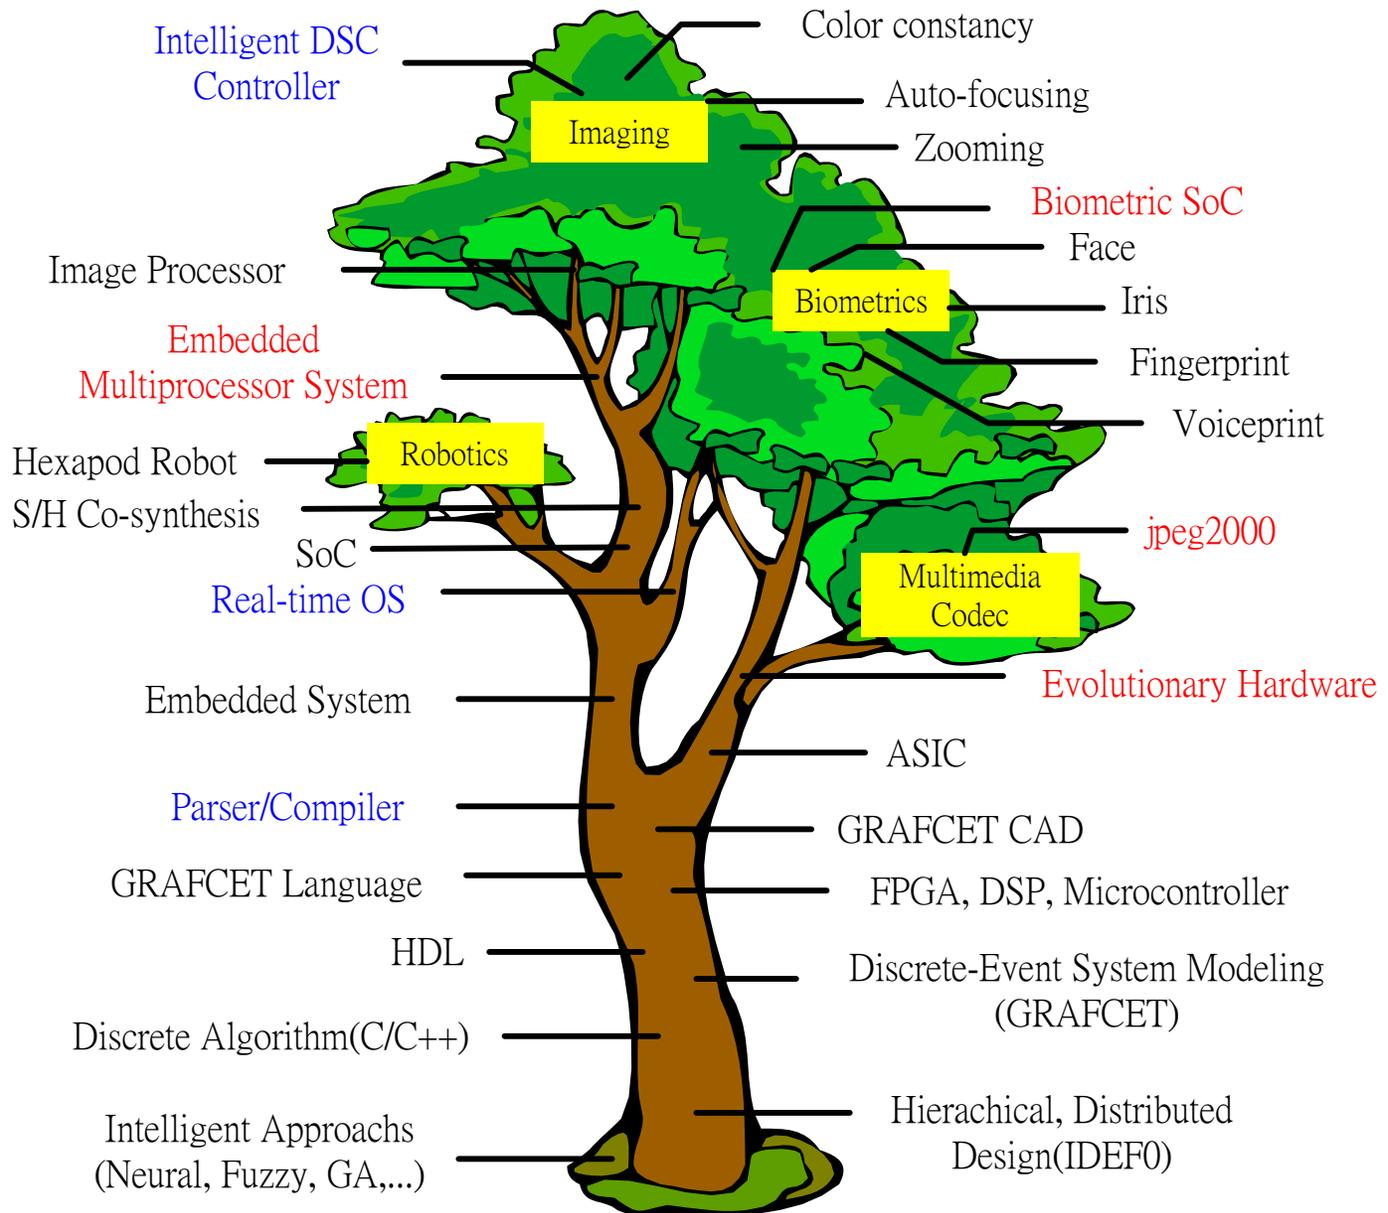 Color constancy
Intelligent DSC
Controller
Auto-focusing
Imaging
Zooming
Biometric SoC
Face
Image Processor
Biometrics
Iris
Embedded
Multiprocessor System
Fingerprint
Voiceprint
Robotics
Hexapod Robot
S/H Co-synthesis
jpeg2000
SoC
Multimedia
Codec
Real-time OS
Evolutionary Hardware
Embedded System
ASIC
Parser/Compiler
GRAFCET CAD
GRAFCET Language
FPGA, DSP, Microcontroller
HDL
Discrete-Event System Modeling
(GRAFCET)
Discrete Algorithm(C/C++)
Hierachical, Distributed
Design(IDEF0)
Intelligent Approachs
(Neural, Fuzzy, GA,...)